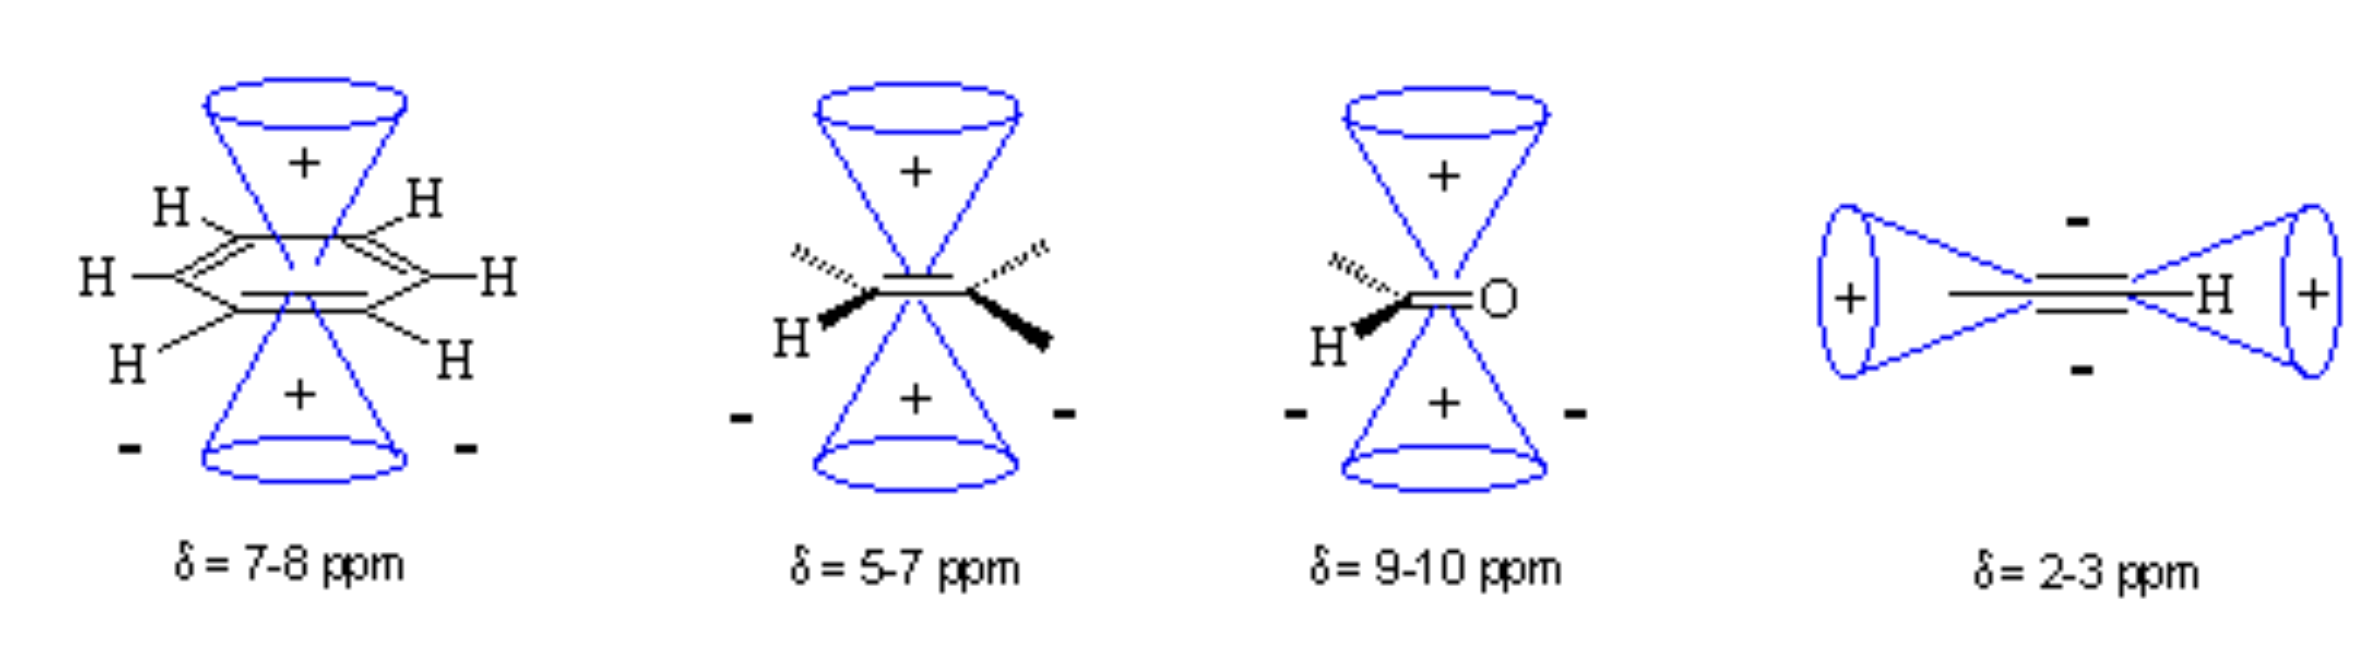 + + +
H H
-
H H
H O
+ H +
H
H
H H
+ + +
-
- - - -
- -
δ = 7-8 ppm δ = 5-7 ppm δ = 9-10 ppm δ = 2-3 ppm